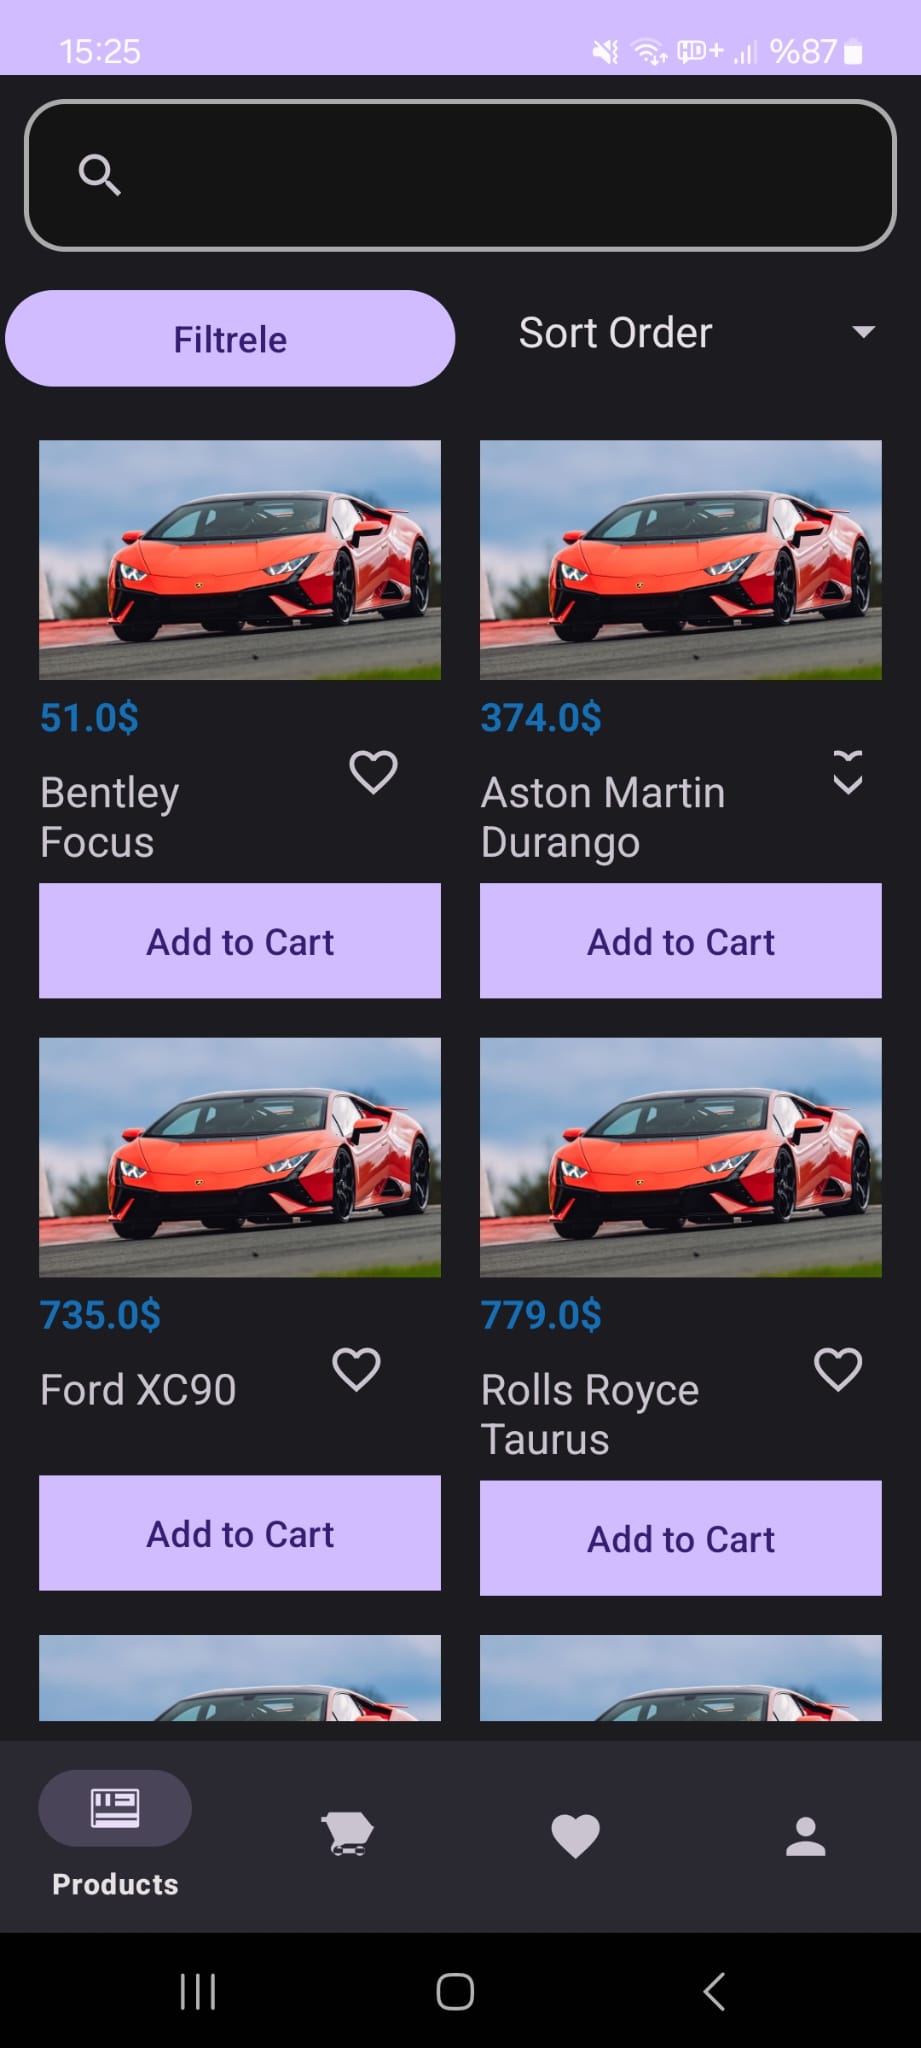 15:25
HD+ %87
Filtrele
Sort Order
51.0$
374.0$
Bentley
Focus
Aston Martin
Durango
Add to Cart
Add to Cart
735.0$
779.0$
Ford XC90
Rolls Royce
Taurus
Add to Cart
Add to Cart
Products